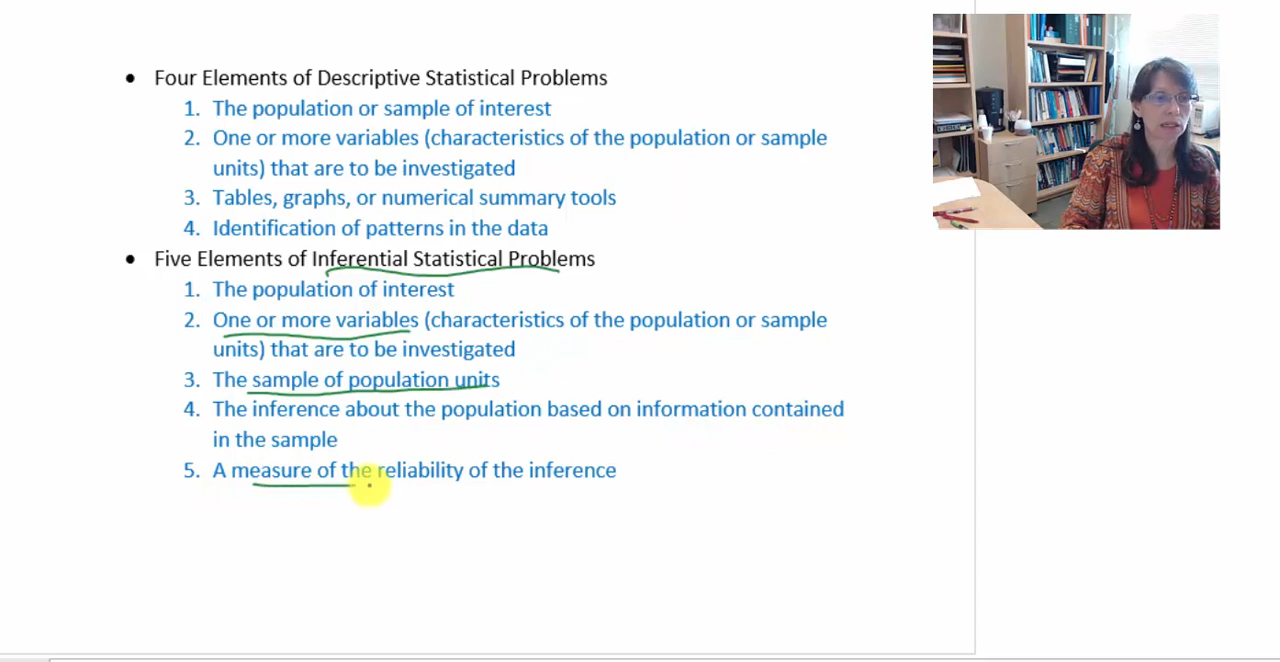 • Four Elements of Descriptive Statistical Problems
1. The population or sample of interest
2. One or more variables (characteristics of the population or sample
units) that are to be investigated
3. Tables, graphs, or numerical summary tools
4. Identification of patterns in the data
• Five Elements of Inferential Statistical Problems
1. The population of interest
2. One or more variables (characteristics of the population or sample
units) that are to be investigated
3. The sample of population units
4. The inference about the population based on information contained
in the sample
5. A measure of the reliability of the inference